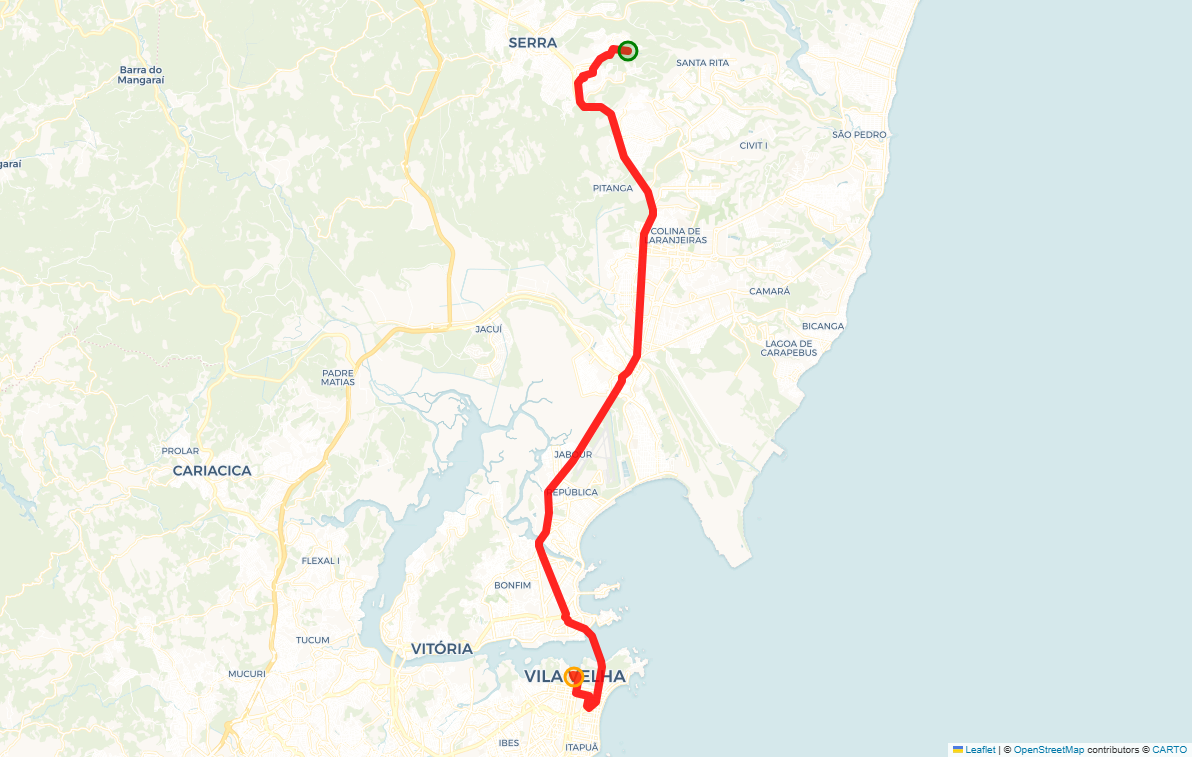 SERRA
SANTA RITA
Barra do
Mangaraí
SÃO PEDRO
CIVIT I
garaí
PITANGA
COLINA DE
LARANJEIRAS
CAMARÁ
BICANGA
JACUÍ
LAGOA DE
CARAPEBUS
PADRE
MATIAS
PROLAR
JABOUR
CARIACICA
REPÚBLICA
FLEXAL I
BONFIM
TUCUM
VITÓRIA
MUCURI
VILA VELHA
IBES
ITAPUÃ
Leaflet | © OpenStreetMap contributors © CARTO